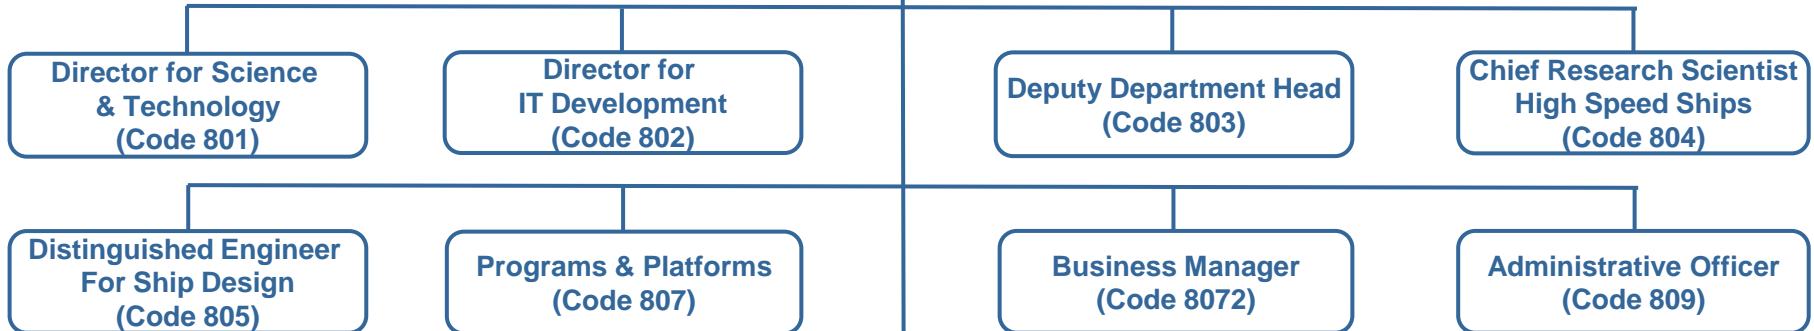 Director for Science
& Technology
(Code 801)
Director for
IT Development
(Code 802)
Deputy Department Head
(Code 803)
Chief Research Scientist
High Speed Ships
(Code 804)
Distinguished Engineer
For Ship Design
(Code 805)
Programs & Platforms
(Code 807)
Business Manager
(Code 8072)
Administrative Officer
(Code 809)